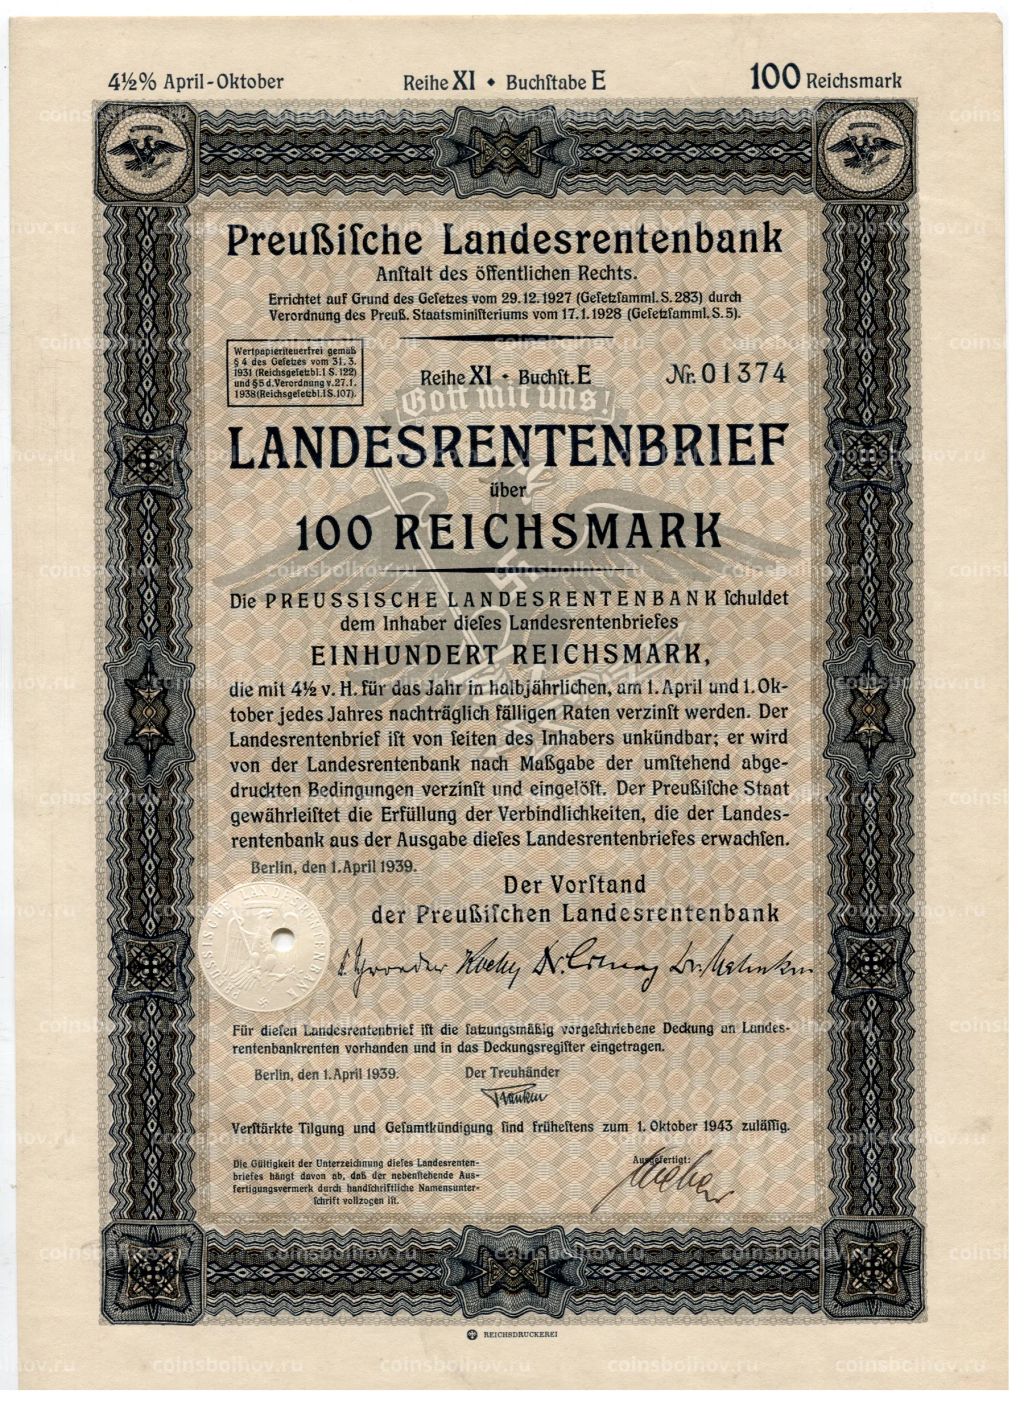 4½% April-Oktober Reihe XI • Buchſtabe E 100 Reichsmark
Preußiſche Landesrentenbank
Anſtalt des öffentlichen Rechts.
Errichtet auf Grund des Geſetzes vom 29.12.1927 (Geſetzſamml. S. 283) durch
Verordnung des Preuß. Staatsminiſteriums vom 17.1.1928 (Geſetzſamml. S. 5).
Wertpapierſteuerfrei gemäß
§ 4 des Geſetzes vom 31. 3.
1931 (Reichsgeſetzbl. I S. 122)
und § 5 d. Verordnung v. 27.1.
1938 (Reichsgeſetzbl. I S. 107).
Reihe XI • Buchſt. E Nr. 01374
Gott mit uns!
LANDESRENTENBRIEF
über
100 REICHSMARK
Die PREUSSISCHE LANDESRENTENBANK ſchuldet
dem Inhaber dieſes Landesrentenbriefes
EINHUNDERT REICHSMARK,
die mit 4½ v. H. für das Jahr in halbjährlichen, am 1. April und 1. Ok-
tober jedes Jahres nachträglich fälligen Raten verzinſt werden. Der
Landesrentenbrief iſt von ſeiten des Inhabers unkündbar; er wird
von der Landesrentenbank nach Maßgabe der umſtehend abge-
druckten Bedingungen verzinſt und eingelöſt. Der Preußiſche Staat
gewährleiſtet die Erfüllung der Verbindlichkeiten, die der Landes-
rentenbank aus der Ausgabe dieſes Landesrentenbriefes erwachſen.
Berlin, den 1. April 1939.
Der Vorſtand
der Preußiſchen Landesrentenbank
PREUSSISCHE LANDESRENTENBANK
Für dieſen Landesrentenbrief iſt die ſatzungsmäßig vorgeſchriebene Deckung an Landes-
rentenbankrenten vorhanden und in das Deckungsregiſter eingetragen.
Berlin, den 1. April 1939. Der Treuhänder
Verſtärkte Tilgung und Geſamtkündigung ſind früheſtens zum 1. Oktober 1943 zuläſſig.
Die Gültigkeit der Unterzeichnung dieſes Landesrenten-
briefes hängt davon ab, daß der nebenſtehende Aus-
fertigungsvermerk durch handſchriftliche Namensunter-
ſchrift vollzogen iſt.
Ausgefertigt:
REICHSDRUCKEREI
coinsbolhov.ru